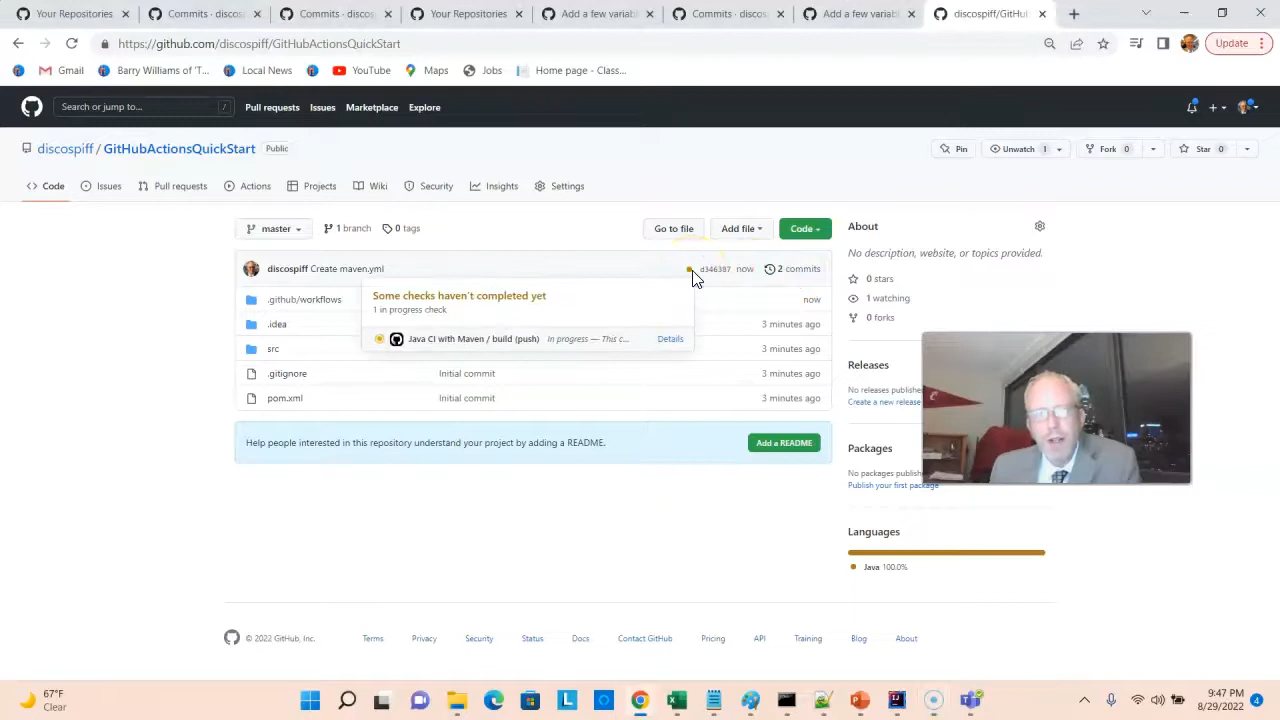 Your Repositories
Commits · discospiff
Commits · discospiff
Your Repositories
Add a few variabl
Commits · discosp
Add a few variabl
discospiff/GitHu
https://github.com/discospiff/GitHubActionsQuickStart
Update
Gmail
Barry Williams of 'T...
Local News
YouTube
Maps
Jobs
Home page - Class...
Search or jump to...
/
Pull requests
Issues
Marketplace
Explore
discospiff / GitHubActionsQuickStart
Public
Pin
Unwatch 1
Fork 0
Star 0
Code
Issues
Pull requests
Actions
Projects
Wiki
Security
Insights
Settings
master
1 branch
0 tags
Go to file
Add file
Code
discospiff Create maven.yml
d346387 now
2 commits
Some checks haven't completed yet
1 in progress check
Java CI with Maven / build (push) In progress — This c...
Details
.github/workflows
now
.idea
3 minutes ago
src
3 minutes ago
.gitignore
Initial commit
3 minutes ago
pom.xml
Initial commit
3 minutes ago
Help people interested in this repository understand your project by adding a README.
Add a README
About
No description, website, or topics provided.
0 stars
1 watching
0 forks
Releases
No releases publishe
Create a new release
Packages
No packages publish
Publish your first package
Languages
Java 100.0%
© 2022 GitHub, Inc.
Terms
Privacy
Security
Status
Docs
Contact GitHub
Pricing
API
Training
Blog
About
67°F
Clear
9:47 PM
8/29/2022
4